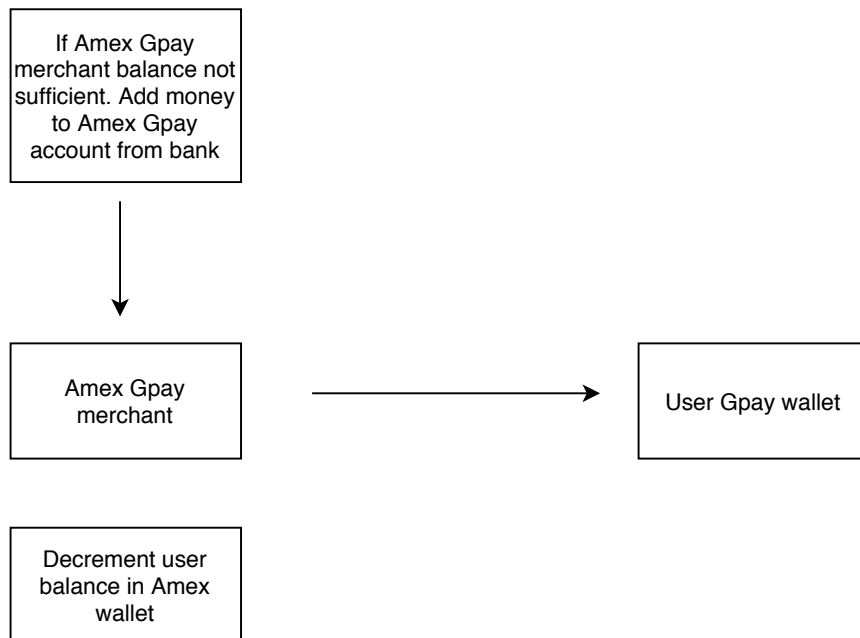 If Amex Gpay
merchant balance not
sufficient. Add money
to Amex Gpay
account from bank
Amex Gpay
merchant
User Gpay wallet
Decrement user
balance in Amex
wallet